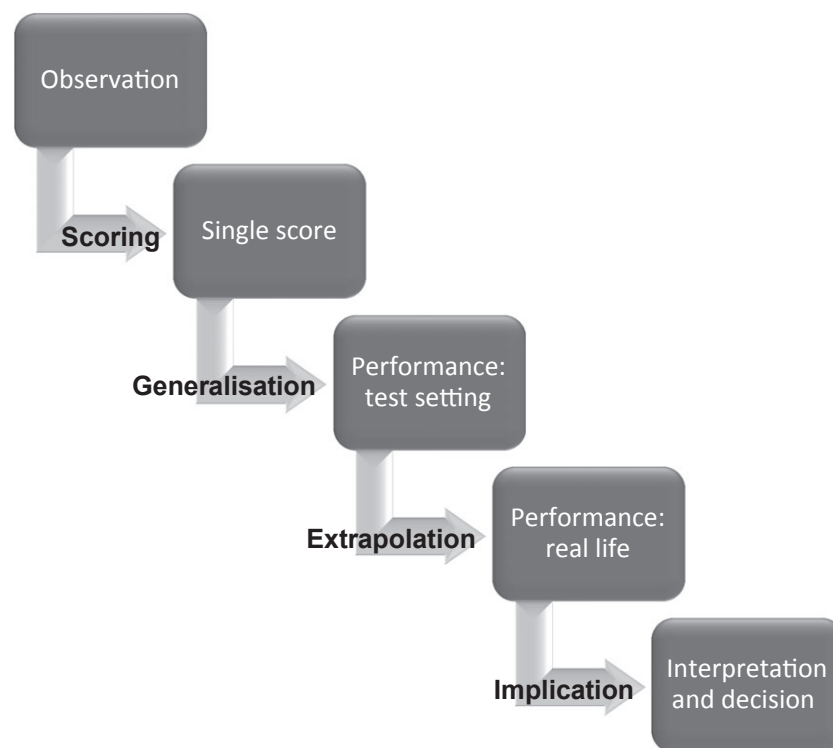 Observation
Scoring
Single score
Generalisation
Performance:
test setting
Extrapolation
Performance:
real life
Implication
Interpretation
and decision